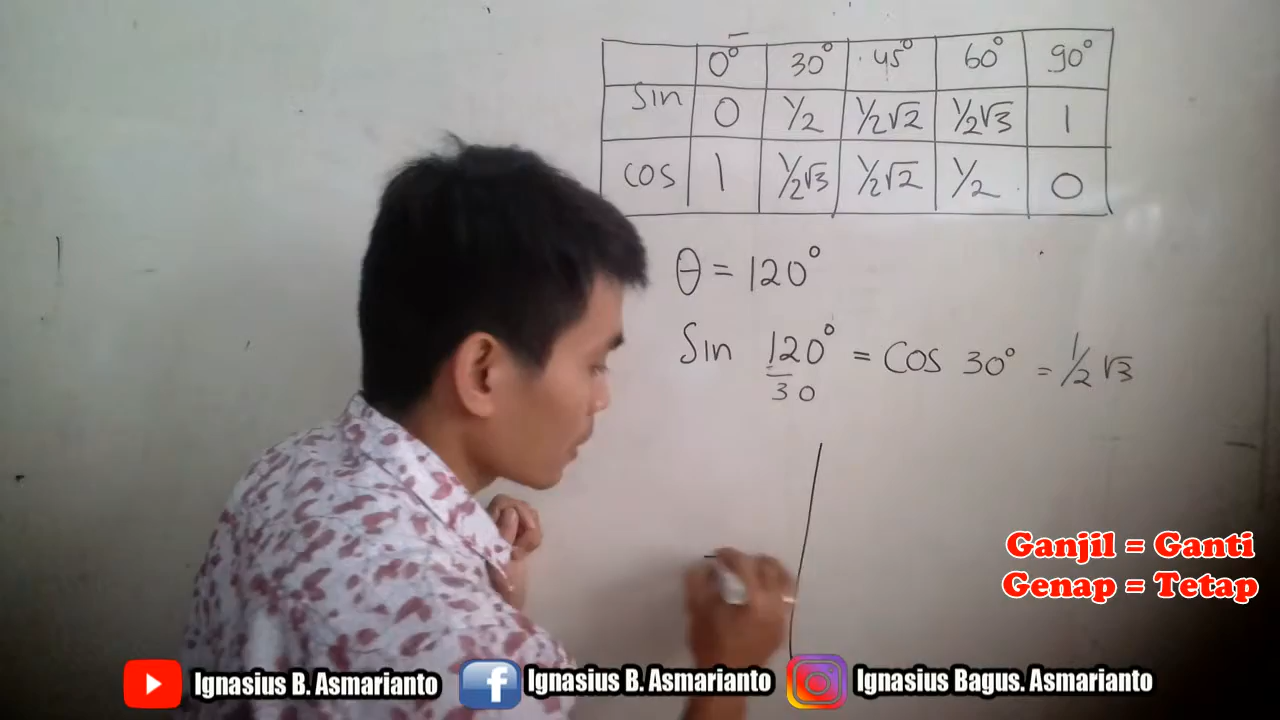 0° 30° 45° 60° 90°
sin 0 1/2 1/2√2 1/2√3 1
cos 1 1/2√3 1/2√2 1/2 0
θ = 120°
Sin 120° = cos 30° = 1/2 √3
30
Ganjil = Ganti
Genap = Tetap
Ignasius B. Asmarianto
Ignasius B. Asmarianto
Ignasius Bagus. Asmarianto